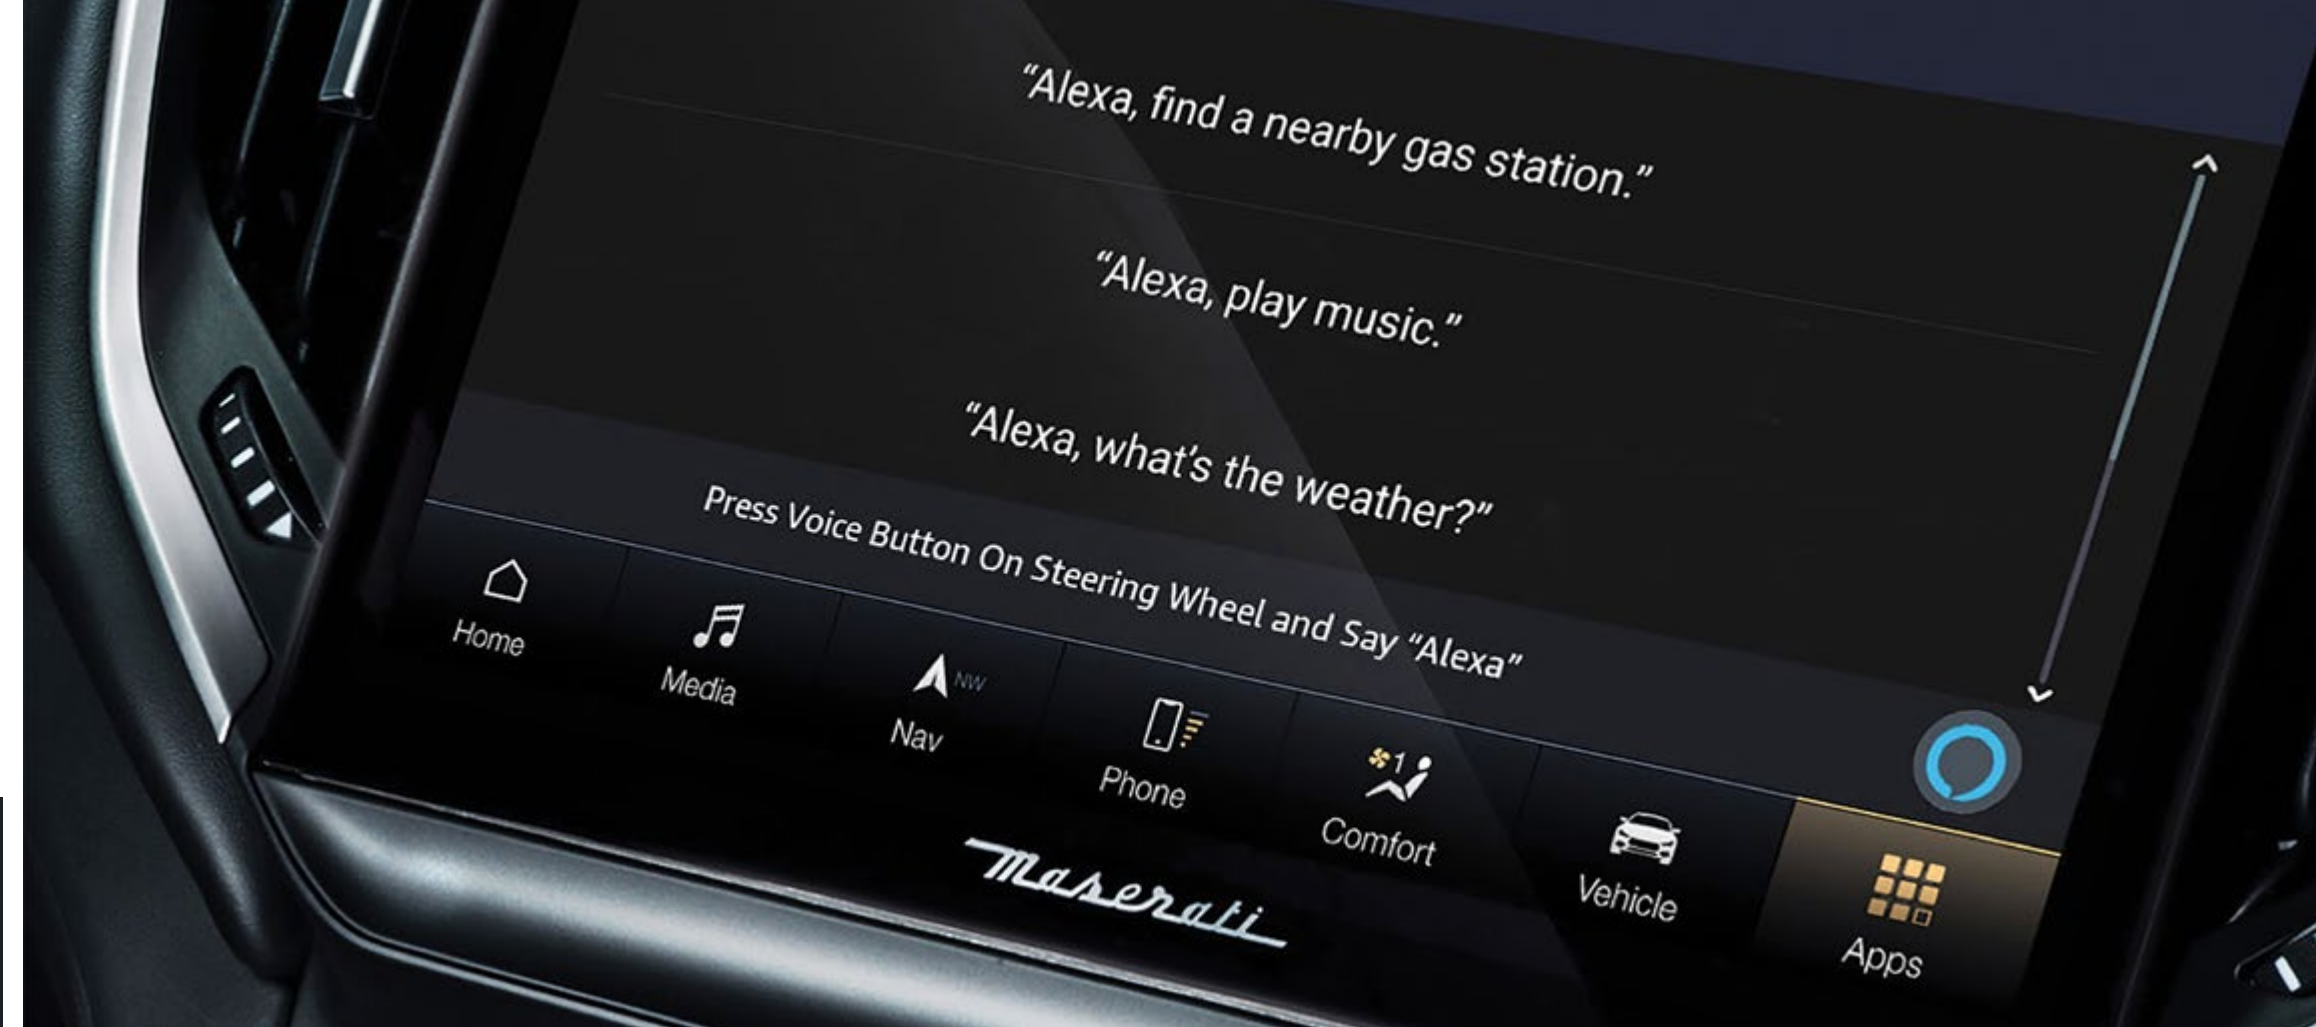 “Alexa, find a nearby gas station.”
“Alexa, play music.”
“Alexa, what’s the weather?”
Press Voice Button On Steering Wheel and Say “Alexa”
Home
Media
NW
Nav
Phone
1
Comfort
Vehicle
Apps
Maserati